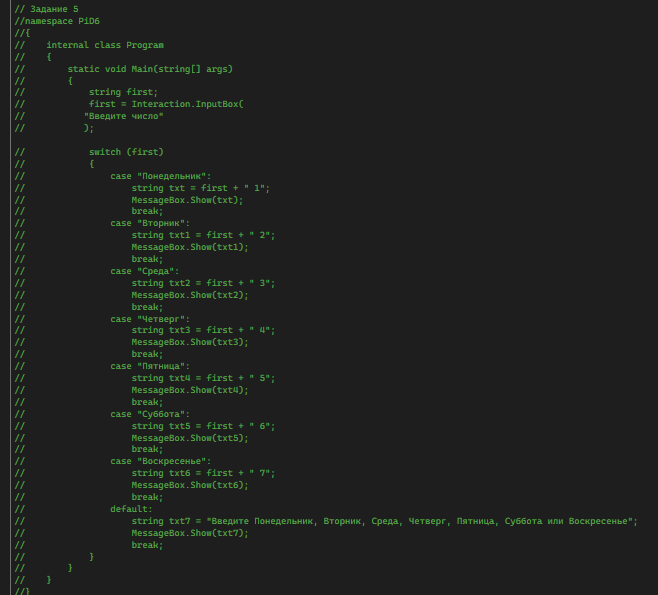 // Задание 5
//namespace PiD6
//{
//    internal class Program
//    {
//        static void Main(string[] args)
//        {
//            string first;
//            first = Interaction.InputBox(
//           "Введите число"
//           );

//            switch (first)
//            {
//                case "Понедельник":
//                    string txt = first + " 1";
//                    MessageBox.Show(txt);
//                    break;
//                case "Вторник":
//                    string txt1 = first + " 2";
//                    MessageBox.Show(txt1);
//                    break;
//                case "Среда":
//                    string txt2 = first + " 3";
//                    MessageBox.Show(txt2);
//                    break;
//                case "Четверг":
//                    string txt3 = first + " 4";
//                    MessageBox.Show(txt3);
//                    break;
//                case "Пятница":
//                    string txt4 = first + " 5";
//                    MessageBox.Show(txt4);
//                    break;
//                case "Суббота":
//                    string txt5 = first + " 6";
//                    MessageBox.Show(txt5);
//                    break;
//                case "Воскресенье":
//                    string txt6 = first + " 7";
//                    MessageBox.Show(txt6);
//                    break;
//                default:
//                    string txt7 = "Введите Понедельник, Вторник, Среда, Четверг, Пятница, Суббота или Воскресенье";
//                    MessageBox.Show(txt7);
//                    break;
//            }
//        }
//    }
//}